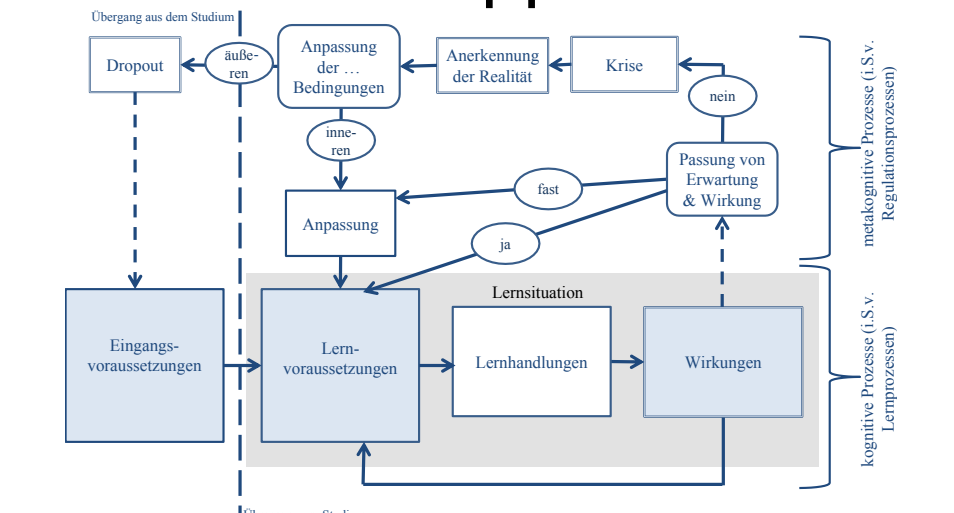 Übergang aus dem Studium
Dropout
äuße-
ren
Anpassung
der …
Bedingungen
Anerkennung
der Realität
Krise
nein
inne-
ren
Passung von
Erwartung
& Wirkung
fast
Anpassung
ja
metakognitive Prozesse (i.S.v.
Regulationsprozessen)
Lernsituation
Eingangs-
voraussetzungen
Lern-
voraussetzungen
Lernhandlungen
Wirkungen
kognitive Prozesse (i.S.v.
Lernprozessen)